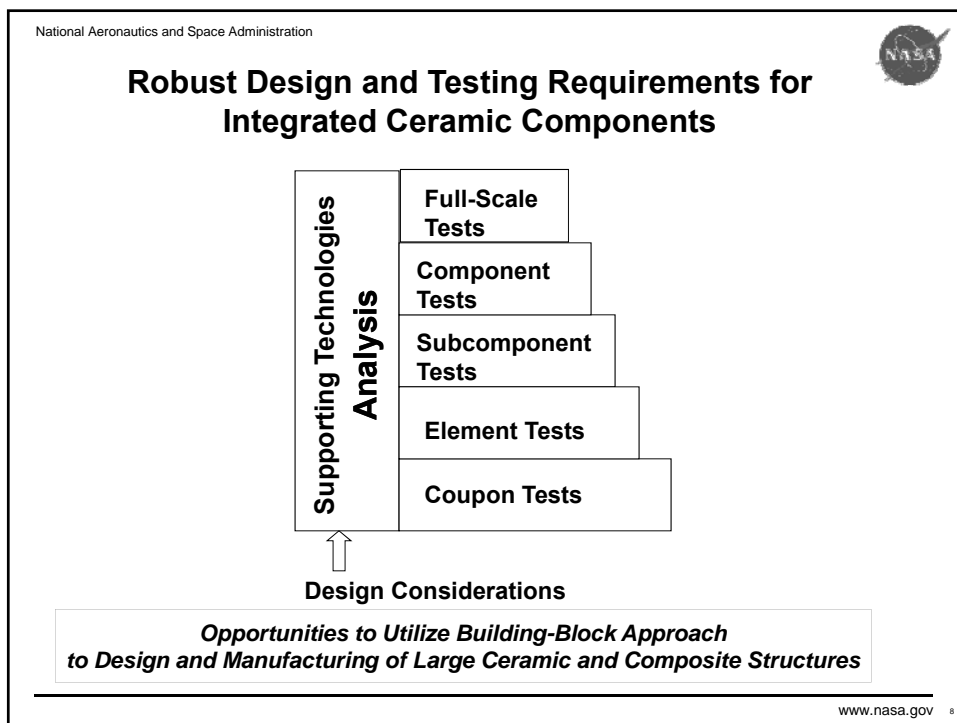 National Aeronautics and Space Administration
NASA
Robust Design and Testing Requirements for
Integrated Ceramic Components
Supporting Technologies
Analysis
Full-Scale
Tests
Component
Tests
Subcomponent
Tests
Element Tests
Coupon Tests
Design Considerations
Opportunities to Utilize Building-Block Approach
to Design and Manufacturing of Large Ceramic and Composite Structures
www.nasa.gov 8